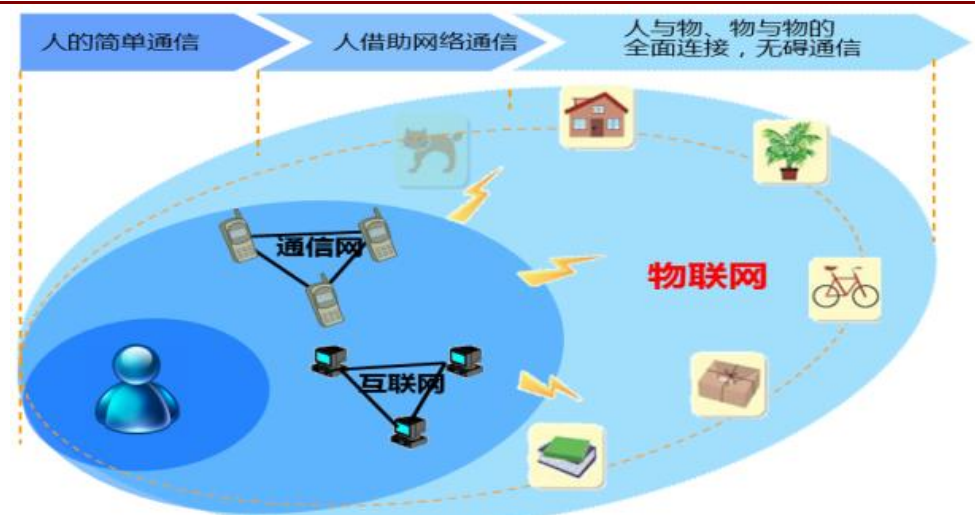 人的简单通信
人借助网络通信
人与物、物与物的
全面连接，无碍通信
通信网
物联网
互联网